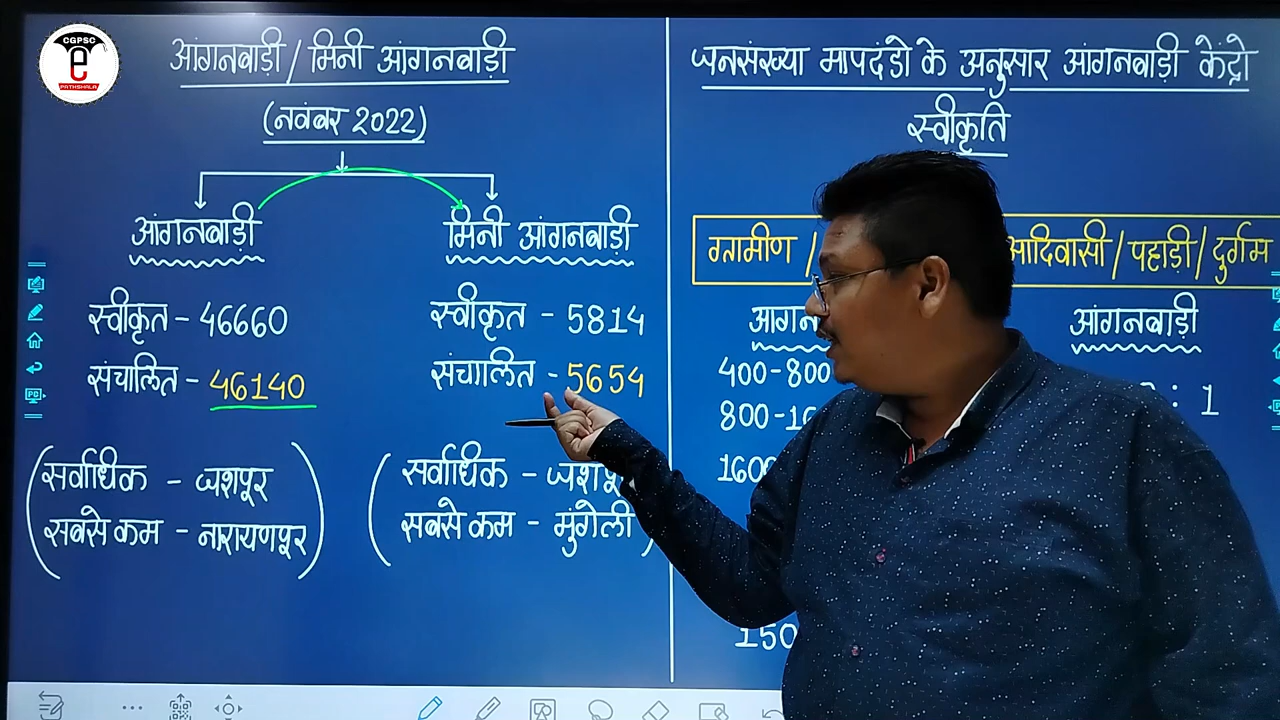 CGPSC
e
PATHSHALA
आंगनबाड़ी / मिनी आंगनबाड़ी
(नवंबर 2022)
आंगनबाड़ी
स्वीकृत - 46660
संचालित - 46140
(सर्वाधिक - जशपुर
सबसे कम - नारायणपुर)
मिनी आंगनबाड़ी
स्वीकृत - 5814
संचालित - 5654
(सर्वाधिक -
सबसे कम - मुंगेली)
जनसंख्या मापदंडो के अनुसार आंगनबाड़ी केंद्रो
स्वीकृति
ग्रामीण / आदिवासी / पहाड़ी / दुर्गम
400-800
आंगनबाड़ी
: 1